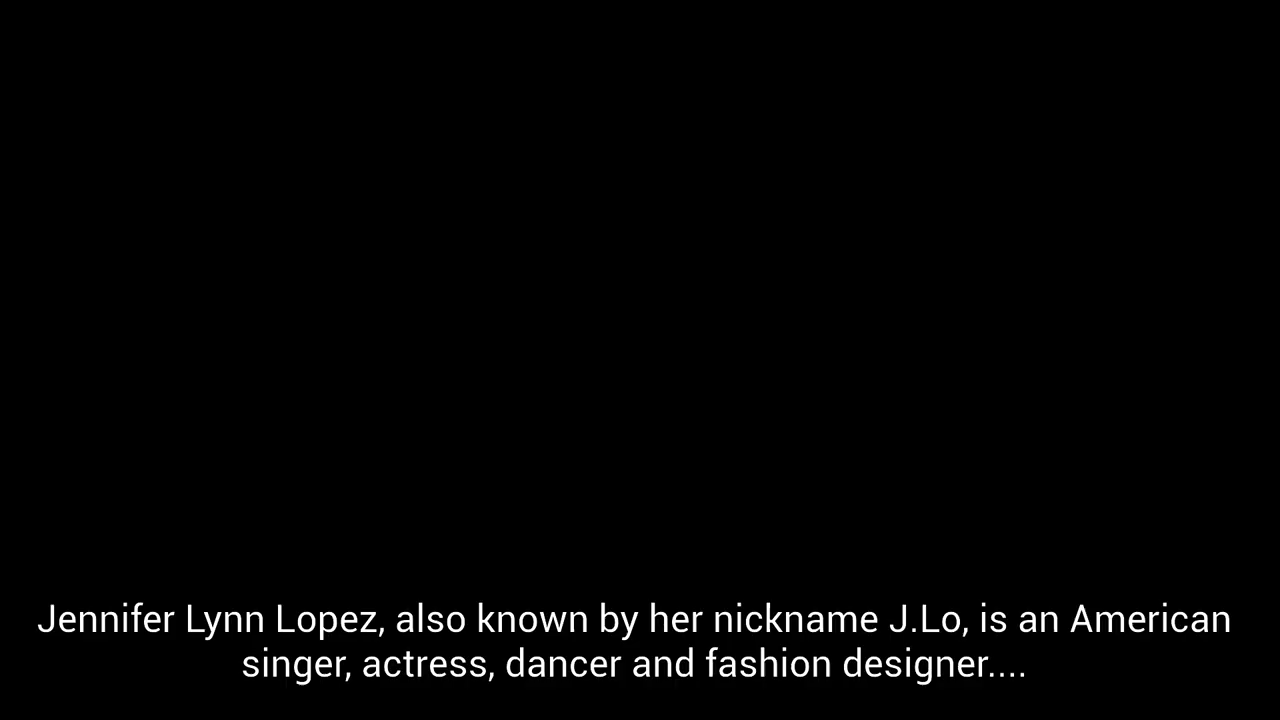 Jennifer Lynn Lopez, also known by her nickname J.Lo, is an American
singer, actress, dancer and fashion designer....